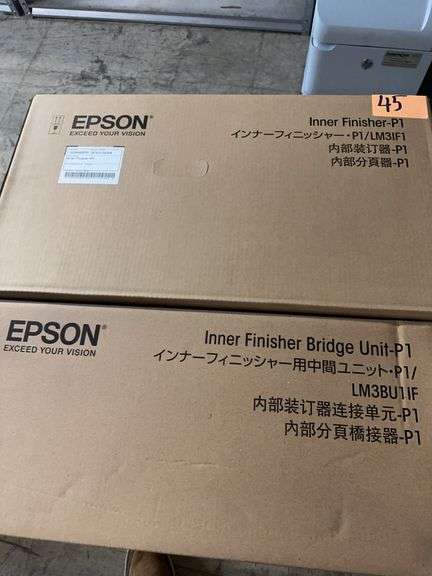 45
EPSON®
EXCEED YOUR VISION
Inner Finisher-P1
インナーフィニッシャー・P1/LM3IF1
内部装订器-P1
內部分頁器-P1
EPSON®
EXCEED YOUR VISION
Inner Finisher Bridge Unit-P1
インナーフィニッシャー用中間ユニット・P1/
LM3BU1IF
内部装订器连接单元-P1
內部分頁橋接器-P1